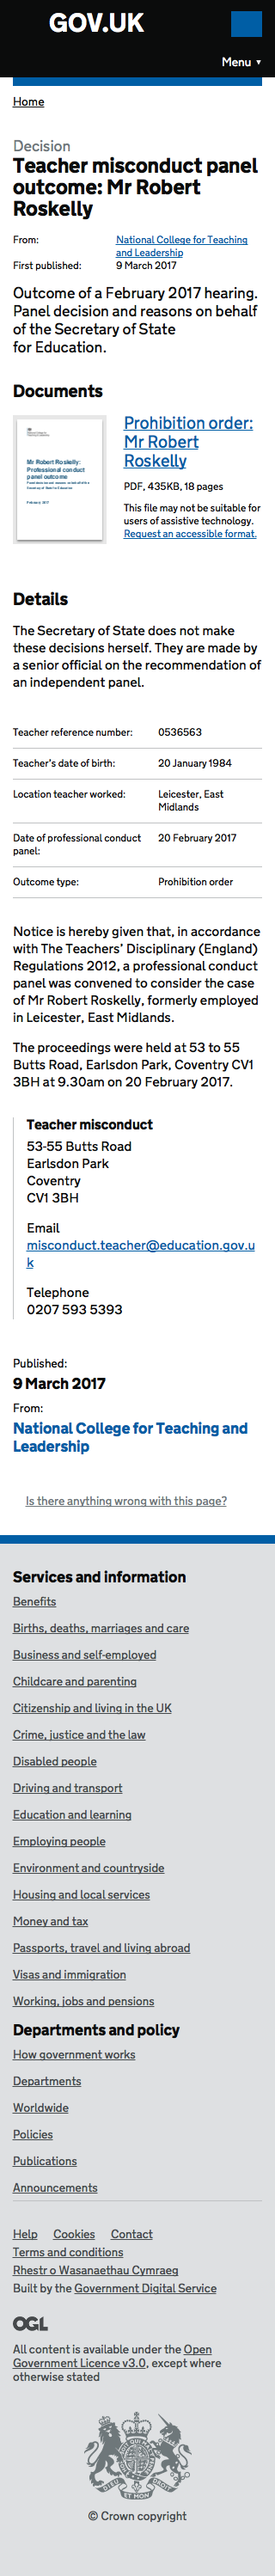 GOV.UK
Menu ▼
Home
Decision
Teacher misconduct panel
outcome: Mr Robert
Roskelly
From:
National College for Teaching
and Leadership
First published:
9 March 2017
Outcome of a February 2017 hearing.
Panel decision and reasons on behalf
of the Secretary of State
for Education.
Documents
Mr Robert Roskelly:
Professional conduct
panel outcome
February 2017
Prohibition order:
Mr Robert
Roskelly
PDF, 435KB, 18 pages
This file may not be suitable for
users of assistive technology.
Request an accessible format.
Details
The Secretary of State does not make
these decisions herself. They are made by
a senior official on the recommendation of
an independent panel.
Teacher reference number:
0536563
Teacher's date of birth:
20 January 1984
Location teacher worked:
Leicester, East
Midlands
Date of professional conduct
panel:
20 February 2017
Outcome type:
Prohibition order
Notice is hereby given that, in accordance
with The Teachers’ Disciplinary (England)
Regulations 2012, a professional conduct
panel was convened to consider the case
of Mr Robert Roskelly, formerly employed
in Leicester, East Midlands.
The proceedings were held at 53 to 55
Butts Road, Earlsdon Park, Coventry CV1
3BH at 9.30am on 20 February 2017.
Teacher misconduct
53-55 Butts Road
Earlsdon Park
Coventry
CV1 3BH
Email
misconduct.teacher@education.gov.u
k
Telephone
0207 593 5393
Published:
9 March 2017
From:
National College for Teaching and
Leadership
Is there anything wrong with this page?
Services and information
Benefits
Births, deaths, marriages and care
Business and self-employed
Childcare and parenting
Citizenship and living in the UK
Crime, justice and the law
Disabled people
Driving and transport
Education and learning
Employing people
Environment and countryside
Housing and local services
Money and tax
Passports, travel and living abroad
Visas and immigration
Working, jobs and pensions
Departments and policy
How government works
Departments
Worldwide
Policies
Publications
Announcements
Help Cookies Contact
Terms and conditions
Rhestr o Wasanaethau Cymraeg
Built by the Government Digital Service
OGL
All content is available under the Open
Government Licence v3.0, except where
otherwise stated
DIEU ET MON
© Crown copyright